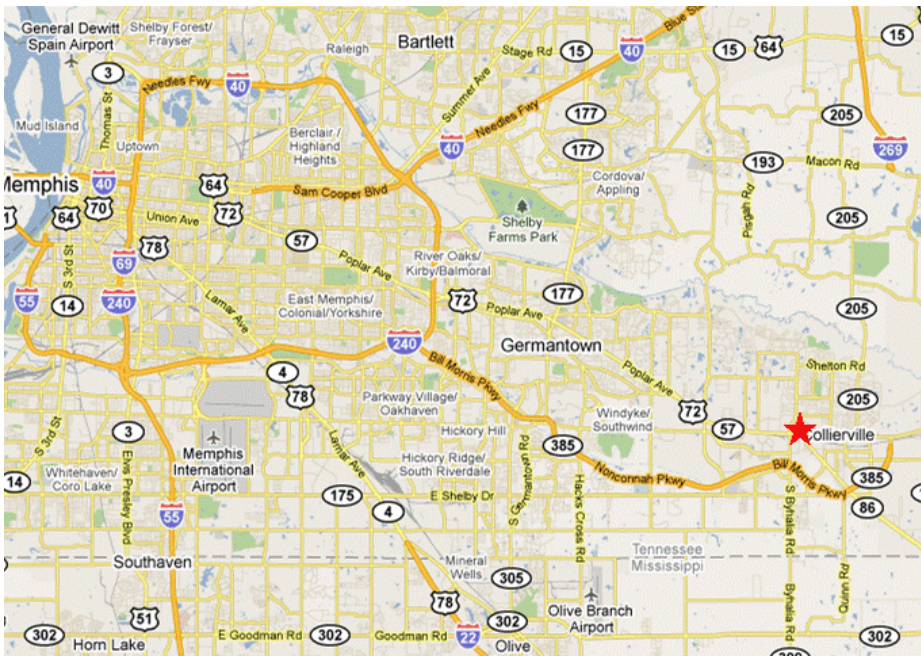 General Dewitt
Spain Airport
Shelby Forest/
Frayser
Raleigh
Bartlett
Stage Rd
15
40
15
64
15
3
Needles Fwy
40
Summer Ave
Needles Fwy
177
205
Mud Island
Thomas St
Uptown
Berclair /
Highland
Heights
40
177
193
Macon Rd
269
Memphis
40
64
Sam Cooper Blvd
Cordova/
Appling
Pisgah Rd
64
70
72
Union Ave
Shelby
Farms Park
205
78
57
Poplar Ave
River Oaks/
Kirby/Balmoral
S 3rd St
69
55
14
240
Lamar Ave
East Memphis/
Colonial/Yorkshire
72
Poplar Ave
177
205
240
Germantown
Bill Morris Pkwy
Poplar Ave
Shelton Rd
4
78
Parkway Village/
Oakhaven
72
205
S 3rd St
3
Memphis
International
Airport
Lamar Ave
Hickory Hill
Windyke/
Southwind
57
Collierville
385
Whitehaven/
Coro Lake
Elvis Presley Blvd
Hickory Ridge/
South Riverdale
S Germantown Rd
Nonconnah Pkwy
Bill Morris Pkwy
385
14
175
E Shelby Dr
Hacks Cross Rd
S Byhalia Rd
86
55
4
Southaven
Mineral
Wells
Tennessee
Mississippi
305
Quinn Rd
51
78
Olive Branch
Airport
Byhalia Rd
302
Horn Lake
E Goodman Rd
302
Goodman Rd
22
302
Olive
302